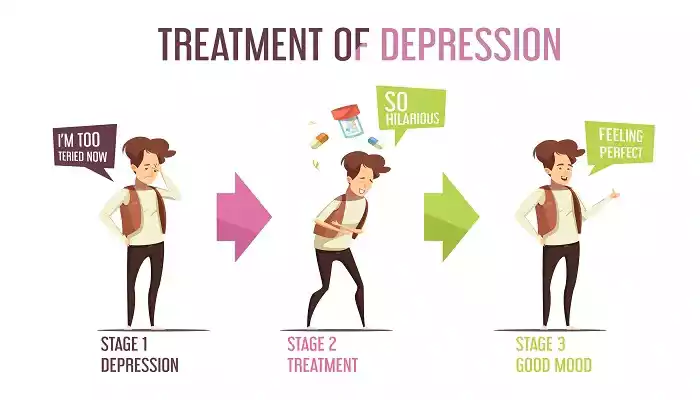 TREATMENT OF DEPRESSION
I'M TOO
TERIED NOW
SO
HILARIOUS
FEELING
PERFECT
STAGE 1
DEPRESSION
STAGE 2
TREATMENT
STAGE 3
GOOD MOOD